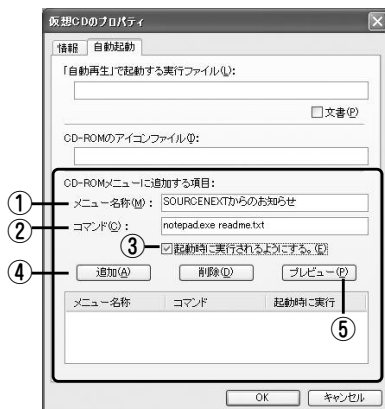 仮想CDのプロパティ
情報 自動起動
「自動再生」で起動する実行ファイル(L):
文書(P)
CD-ROMのアイコンファイル(I):
CD-ROMメニューに追加する項目:
① メニュー名称(M): SOURCENEXTからのお知らせ
② コマンド(C): notepad.exe readme.txt
③ 起動時に実行されるようにする。(E)
④ 追加(A) 削除(D) プレビュー(P)
⑤
メニュー名称 コマンド 起動時に実行
OK キャンセル